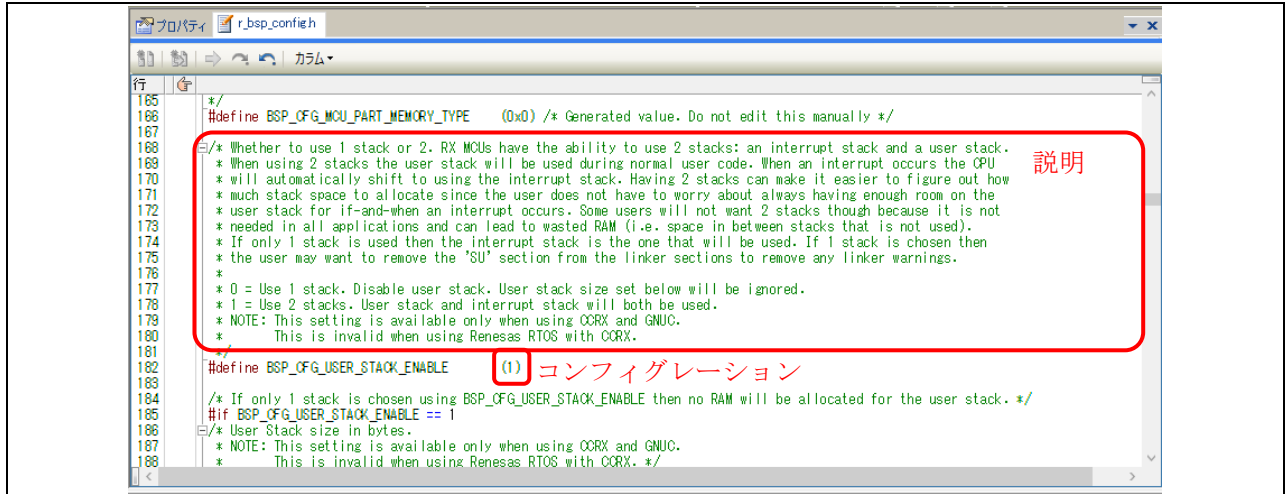 プロパティ r_bsp_config.h
カラム
行
165 */
166 #define BSP_CFG_MCU_PART_MEMORY_TYPE (0x0) /* Generated value. Do not edit this manually */
167
168 /* Whether to use 1 stack or 2. RX MCUs have the ability to use 2 stacks: an interrupt stack and a user stack.
169 * When using 2 stacks the user stack will be used during normal user code. When an interrupt occurs the CPU
170 * will automatically shift to using the interrupt stack. Having 2 stacks can make it easier to figure out how
説明
171 * much stack space to allocate since the user does not have to worry about always having enough room on the
172 * user stack for if-and-when an interrupt occurs. Some users will not want 2 stacks though because it is not
173 * needed in all applications and can lead to wasted RAM (i.e. space in between stacks that is not used).
174 * If only 1 stack is used then the interrupt stack is the one that will be used. If 1 stack is chosen then
175 * the user may want to remove the 'SU' section from the linker sections to remove any linker warnings.
176 *
177 * 0 = Use 1 stack. Disable user stack. User stack size set below will be ignored.
178 * 1 = Use 2 stacks. User stack and interrupt stack will both be used.
179 * NOTE: This setting is available only when using CCRX and GNUC.
180 * This is invalid when using Renesas RTOS with CCRX.
181 */
182 #define BSP_CFG_USER_STACK_ENABLE (1) コンフィグレーション
183
184 /* If only 1 stack is chosen using BSP_CFG_USER_STACK_ENABLE then no RAM will be allocated for the user stack. */
185 #if BSP_CFG_USER_STACK_ENABLE == 1
186 /* User Stack size in bytes.
187 * NOTE: This setting is available only when using CCRX and GNUC.
188 * This is invalid when using Renesas RTOS with CCRX. */